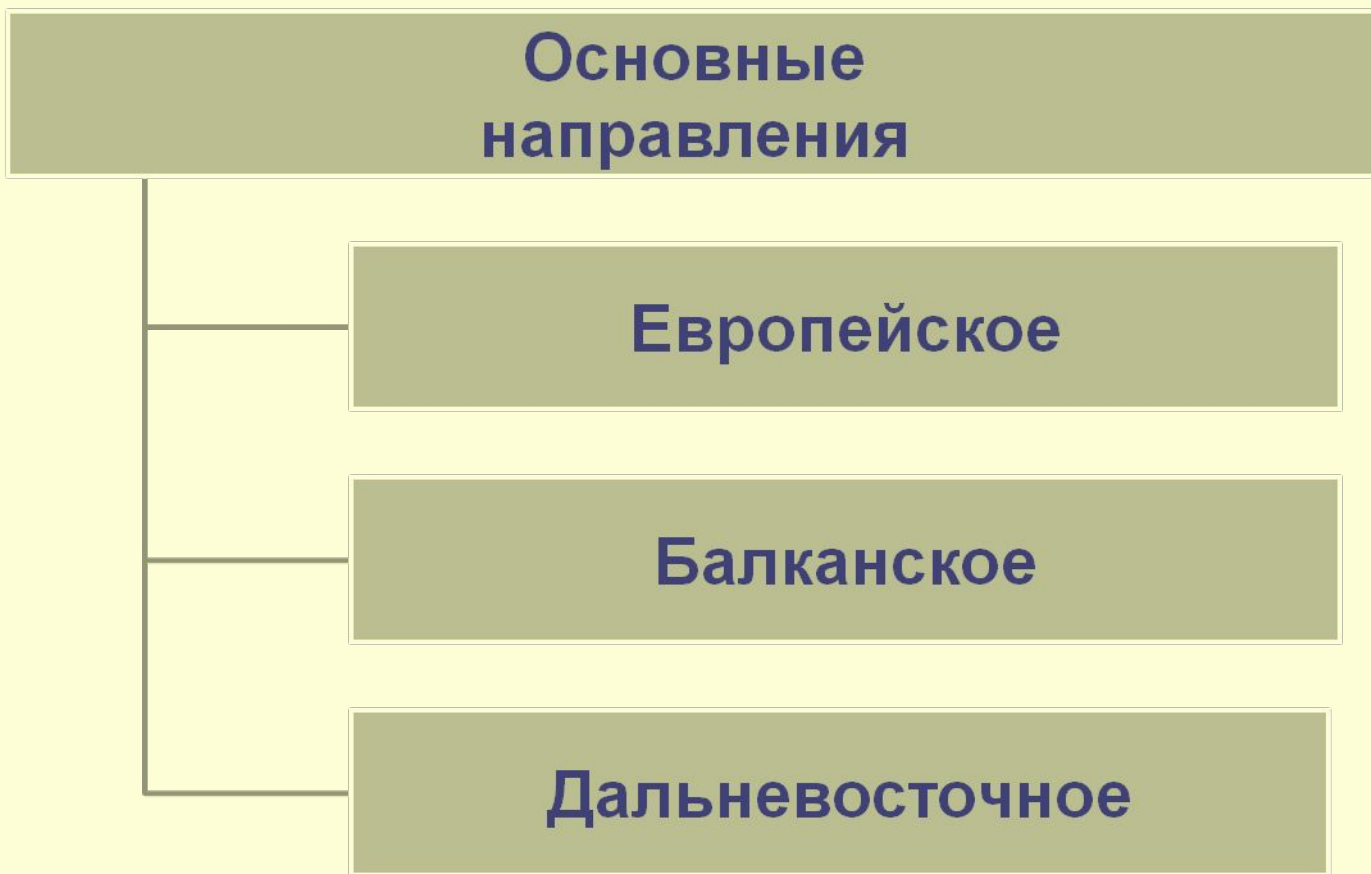 Основные
направления
Европейское
Балканское
Дальневосточное